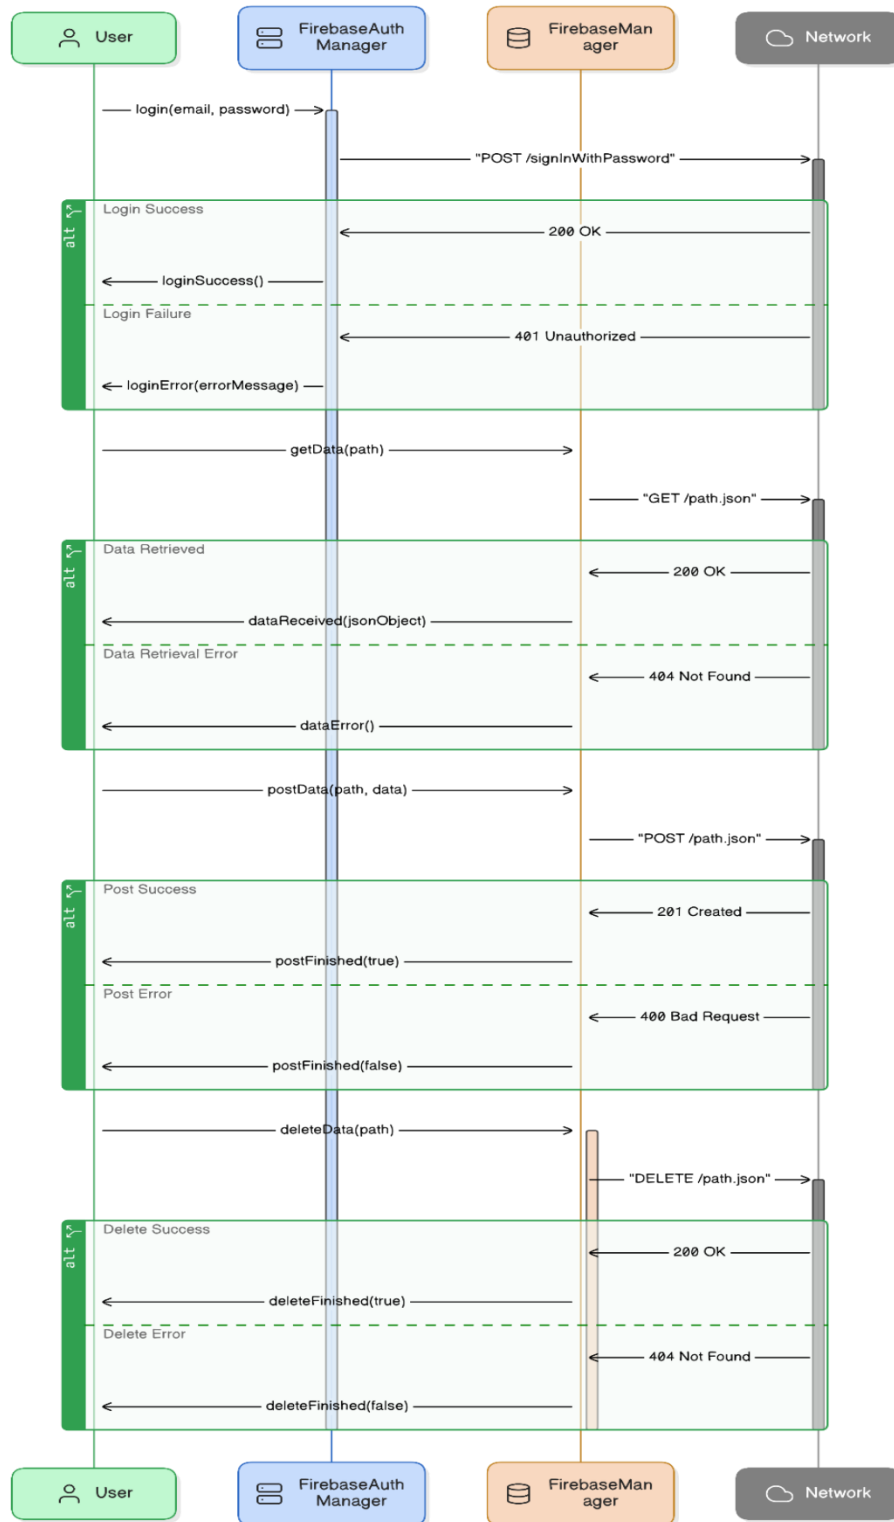 User
FirebaseAuth
Manager
FirebaseMan
ager
Network
login(email, password)
"POST /signInWithPassword"
alt
Login Success
200 OK
loginSuccess()
Login Failure
401 Unauthorized
loginError(errorMessage)
getData(path)
"GET /path.json"
alt
Data Retrieved
200 OK
dataReceived(jsonObject)
Data Retrieval Error
404 Not Found
dataError()
postData(path, data)
"POST /path.json"
alt
Post Success
201 Created
postFinished(true)
Post Error
400 Bad Request
postFinished(false)
deleteData(path)
"DELETE /path.json"
alt
Delete Success
200 OK
deleteFinished(true)
Delete Error
404 Not Found
deleteFinished(false)
User
FirebaseAuth
Manager
FirebaseMan
ager
Network